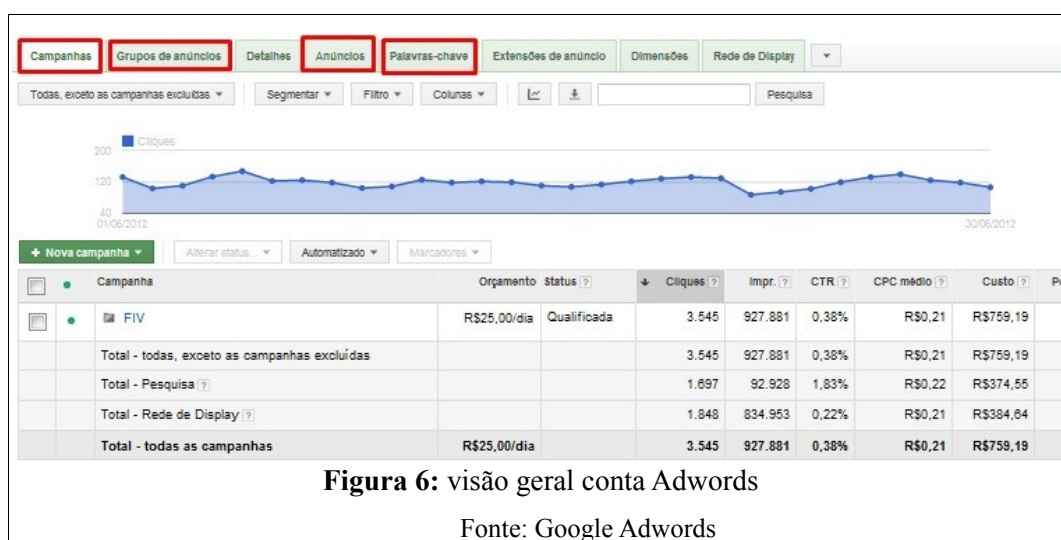 Campanhas Grupos de anúncios Detalhes Anúncios Palavras-chave Extensões de anúncio Dimensões Rede de Display
Todas, exceto as campanhas excluídas Segmentar Filtro Colunas Pesquisa
Cliques
200
120
40
01/06/2012 30/06/2012
+ Nova campanha Alterar status... Automatizado Marcadores
Campanha Orçamento Status ? Cliques ? Impr. ? CTR ? CPC médio ? Custo ?
FIV R$25,00/dia Qualificada 3.545 927.881 0,38% R$0,21 R$759,19
Total - todas, exceto as campanhas excluídas 3.545 927.881 0,38% R$0,21 R$759,19
Total - Pesquisa ? 1.697 92.928 1,83% R$0,22 R$374,55
Total - Rede de Display ? 1.848 834.953 0,22% R$0,21 R$384,64
Total - todas as campanhas R$25,00/dia 3.545 927.881 0,38% R$0,21 R$759,19
Figura 6: visão geral conta Adwords
Fonte: Google Adwords